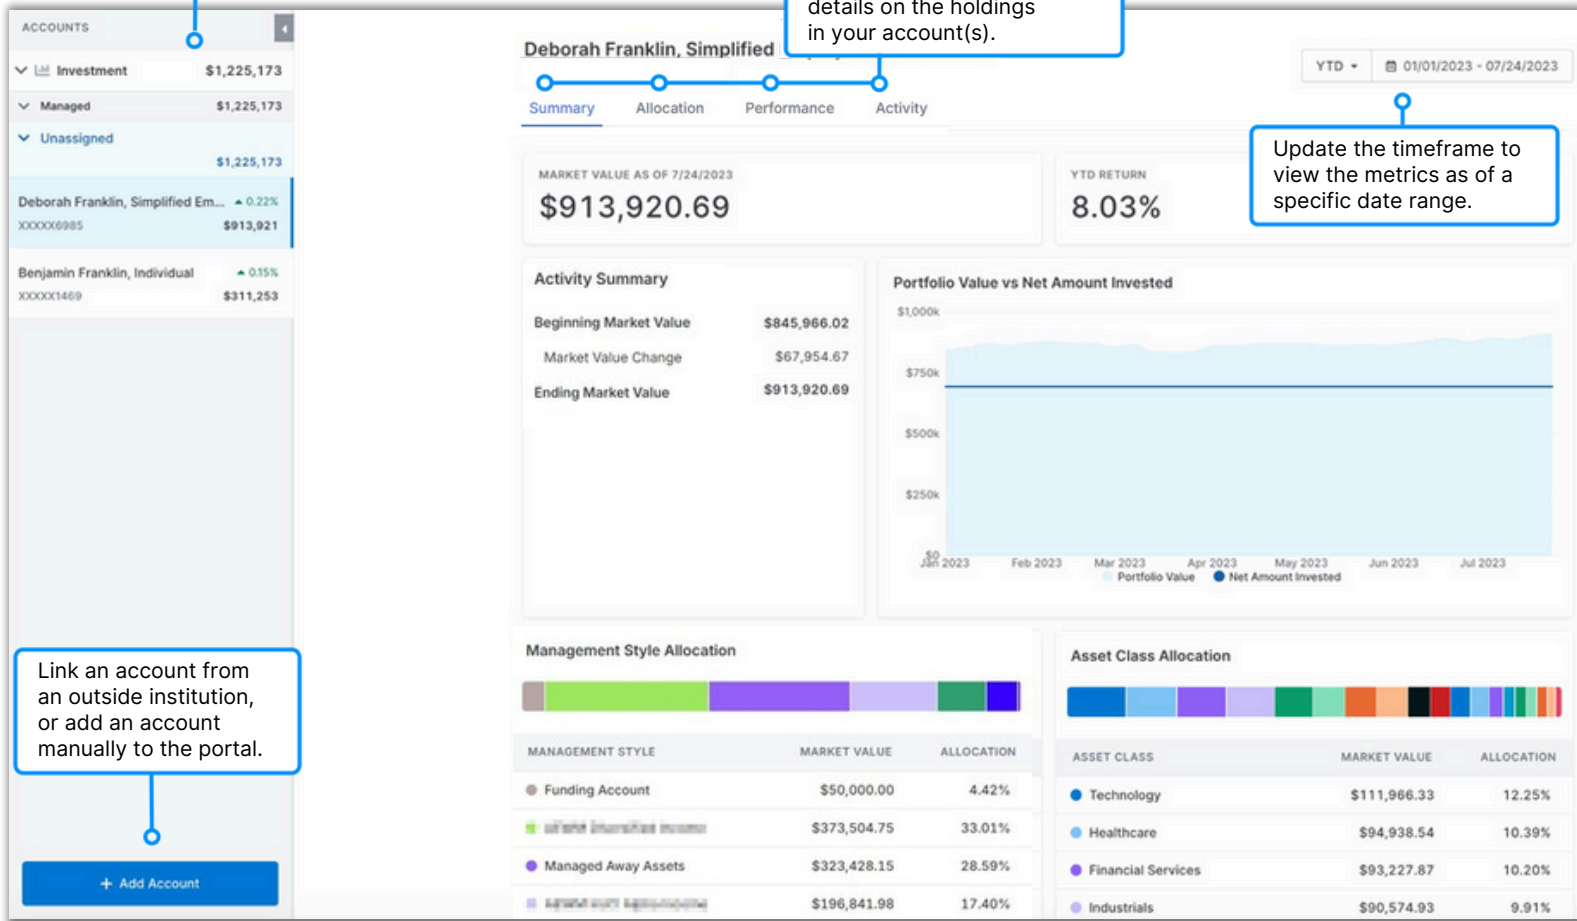 ACCOUNTS
Investment $1,225,173
Managed $1,225,173
Unassigned
$1,225,173
Deborah Franklin, Simplified Em... 0.22%
XXXXX6985 $913,921
Benjamin Franklin, Individual 0.15%
XXXXX1469 $311,253
Link an account from
an outside institution,
or add an account
manually to the portal.
+ Add Account
details on the holdings
in your account(s).
Deborah Franklin, Simplified
YTD 01/01/2023 - 07/24/2023
Summary Allocation Performance Activity
Update the timeframe to
view the metrics as of a
specific date range.
MARKET VALUE AS OF 7/24/2023
$913,920.69
YTD RETURN
8.03%
Activity Summary
Beginning Market Value $845,966.02
Market Value Change $67,954.67
Ending Market Value $913,920.69
Portfolio Value vs Net Amount Invested
$1,000k
$750k
$500k
$250k
$0
Jan 2023 Feb 2023 Mar 2023 Apr 2023 May 2023 Jun 2023 Jul 2023
Portfolio Value Net Amount Invested
Management Style Allocation
MANAGEMENT STYLE MARKET VALUE ALLOCATION
Funding Account $50,000.00 4.42%
$373,504.75 33.01%
Managed Away Assets $323,428.15 28.59%
$196,841.98 17.40%
Asset Class Allocation
ASSET CLASS MARKET VALUE ALLOCATION
Technology $111,966.33 12.25%
Healthcare $94,938.54 10.39%
Financial Services $93,227.87 10.20%
Industrials $90,574.93 9.91%